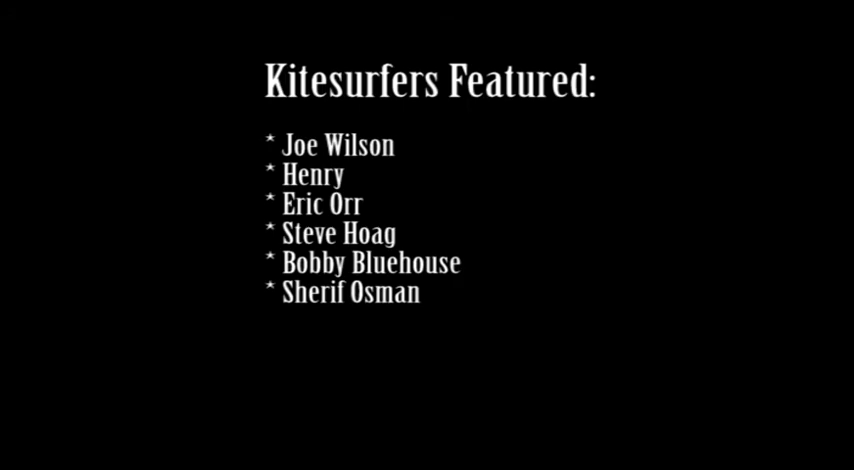 Kitesurfers Featured:
* Joe Wilson
* Henry
* Eric Orr
* Steve Hoag
* Bobby Bluehouse
* Sherif Osman